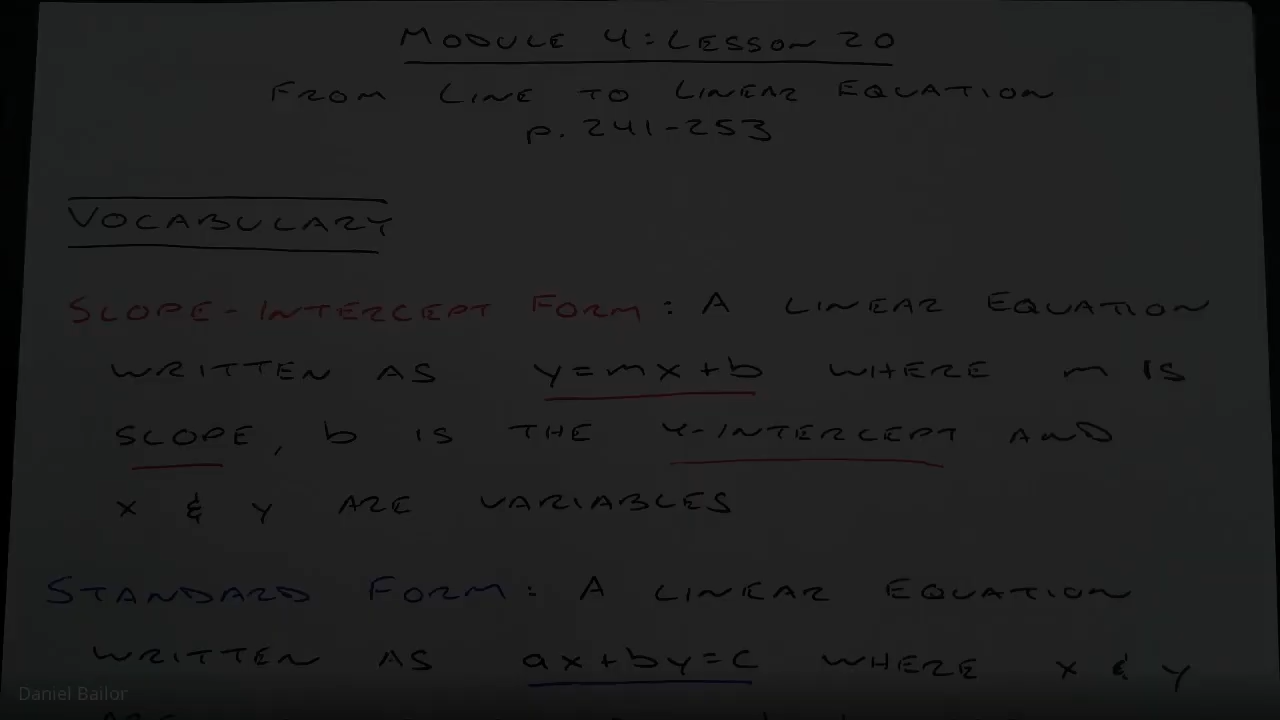 MODULE 4: LESSON 20
FROM LINE TO LINEAR EQUATION
p. 241-253
VOCABULARY
SLOPE-INTERCEPT FORM: A LINEAR EQUATION
WRITTEN AS y=mx+b WHERE m IS
SLOPE, b IS THE Y-INTERCEPT AND
x & y ARE VARIABLES
STANDARD FORM: A LINEAR EQUATION
WRITTEN AS ax+by=c WHERE x & y
Daniel Bailor